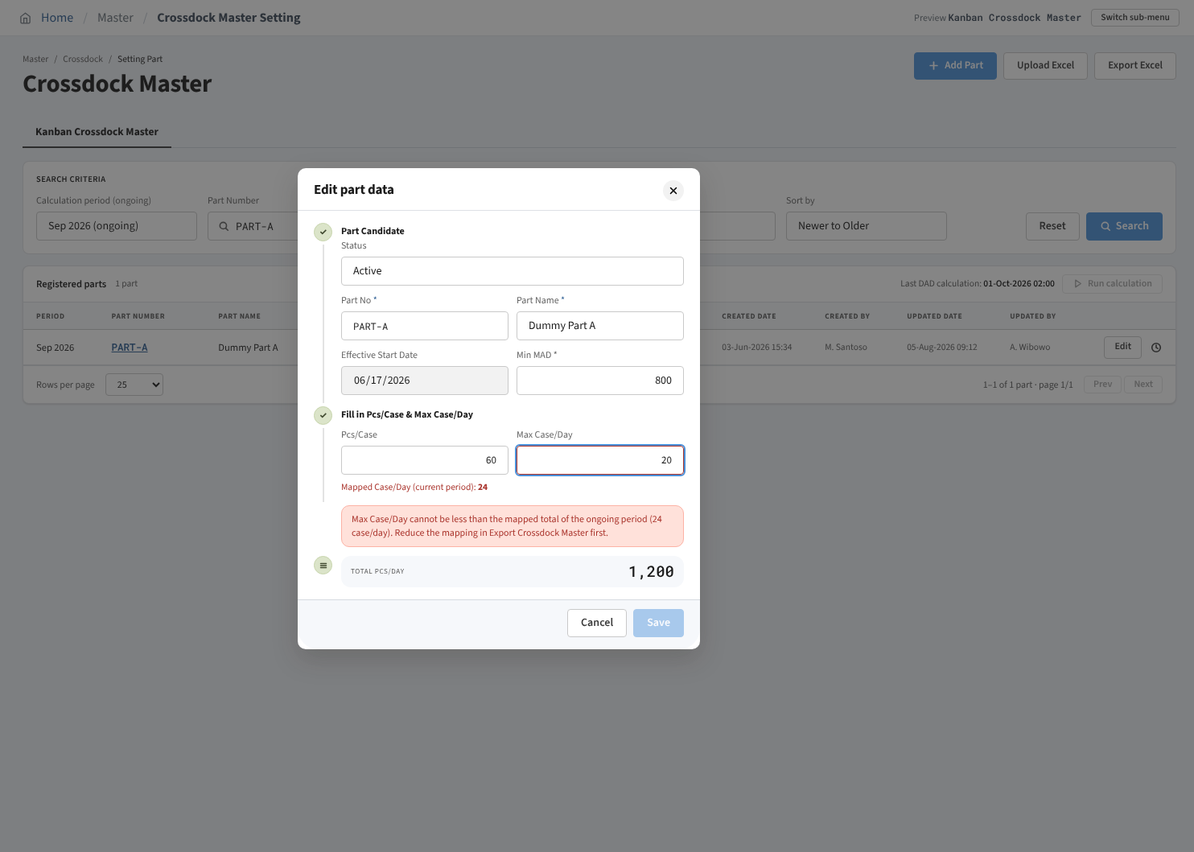 Home / Master / Crossdock Master Setting
Preview Kanban Crossdock Master
Switch sub-menu
Master / Crossdock / Setting Part
Crossdock Master
Add Part
Upload Excel
Export Excel
Kanban Crossdock Master
SEARCH CRITERIA
Calculation period (ongoing)
Part Number
Sort by
Sep 2026 (ongoing)
PART-A
Newer to Older
Reset
Search
Registered parts 1 part
Last DAD calculation: 01-Oct-2026 02:00
Run calculation
PERIOD PART NUMBER PART NAME CREATED DATE CREATED BY UPDATED DATE UPDATED BY
Sep 2026 PART-A Dummy Part A 03-Jun-2026 15:34 M. Santoso 05-Aug-2026 09:12 A. Wibowo Edit
Rows per page 25
1–1 of 1 part · page 1/1 Prev Next
Edit part data
Part Candidate
Status
Active
Part No * Part Name *
PART-A Dummy Part A
Effective Start Date Min MAD *
06/17/2026 800
Fill in Pcs/Case & Max Case/Day
Pcs/Case Max Case/Day
60 20
Mapped Case/Day (current period): 24
Max Case/Day cannot be less than the mapped total of the ongoing period (24
case/day). Reduce the mapping in Export Crossdock Master first.
TOTAL PCS/DAY 1,200
Cancel Save